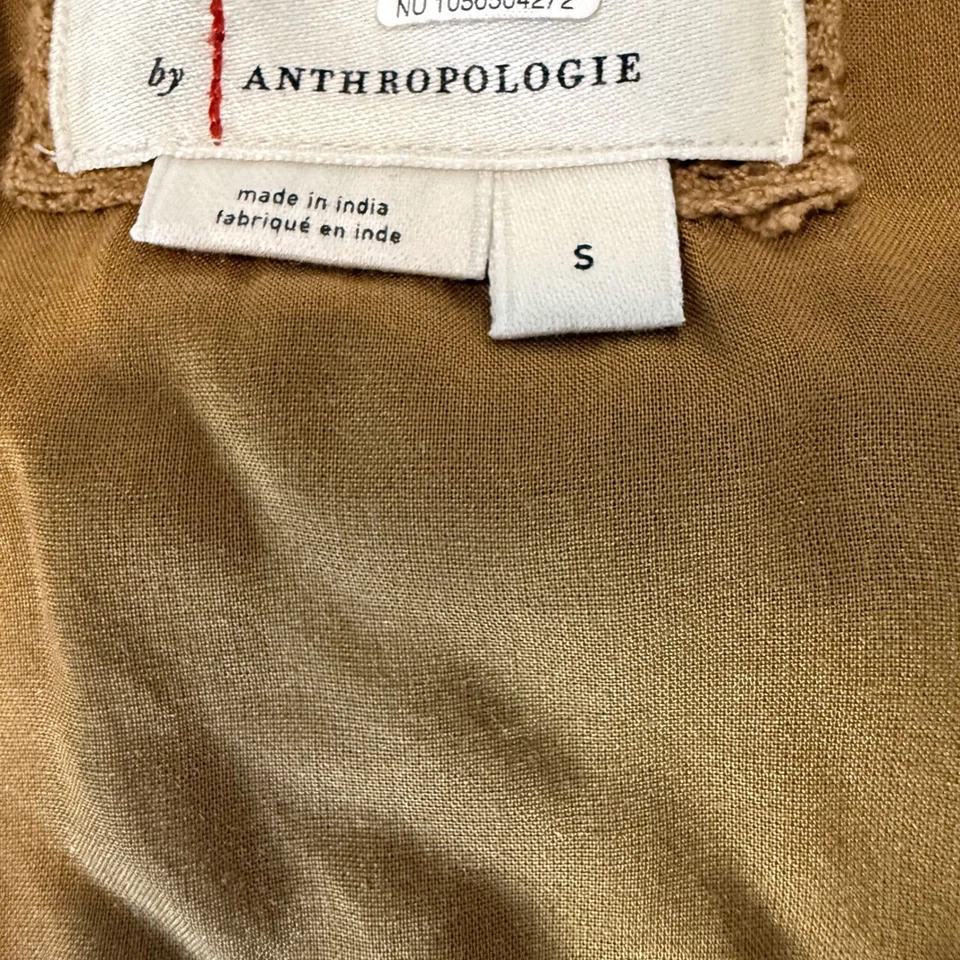 by ANTHROPOLOGIE
made in india
fabriqué en inde
S